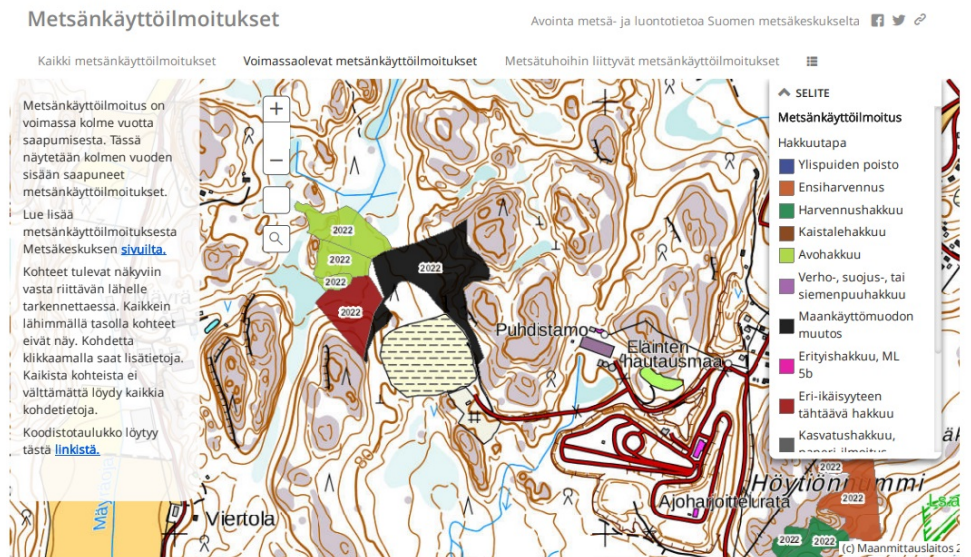 Metsänkäyttöilmoitukset
Avointa metsä- ja luontotietoa Suomen metsäkeskukselta
Kaikki metsänkäyttöilmoitukset
Voimassaolevat metsänkäyttöilmoitukset
Metsätuhoihin liittyvät metsänkäyttöilmoitukset
Metsänkäyttöilmoitus on
voimassa kolme vuotta
saapumisesta. Tässä
näytetään kolmen vuoden
sisään saapuneet
metsänkäyttöilmoitukset.
Lue lisää
metsänkäyttöilmoituksesta
Metsäkeskuksen sivuilta.
Kohteet tulevat näkyviin
vasta riittävän lähelle
tarkennettaessa. Kaikkein
lähimmällä tasolla kohteet
eivät näy. Kohdetta
klikkaamalla saat lisätietoja.
Kaikista kohteista ei
välttämättä löydy kaikkia
kohdetietoja.
Koodistotaulukko löytyy
tästä linkistä.
2022
2022
2022
2022
2022
Puhdistamo
Eläinten
hautausmaa
Ajoharjoittelurata
Viertola
Höytiönnummi
2022
2022
2022
2022
SELITE
Metsänkäyttöilmoitus
Hakkuutapa
Ylispuiden poisto
Ensiharvennus
Harvennushakkuu
Kaistalehakkuu
Avohakkuu
Verho-, suojus-, tai
siemenpuuhakkuu
Maankäyttömuodon
muutos
Erityishakkuu, ML
5b
Eri-ikäisyyteen
tähtäävä hakkuu
Kasvatushakkuu,
(c) Maanmittauslaitos 2